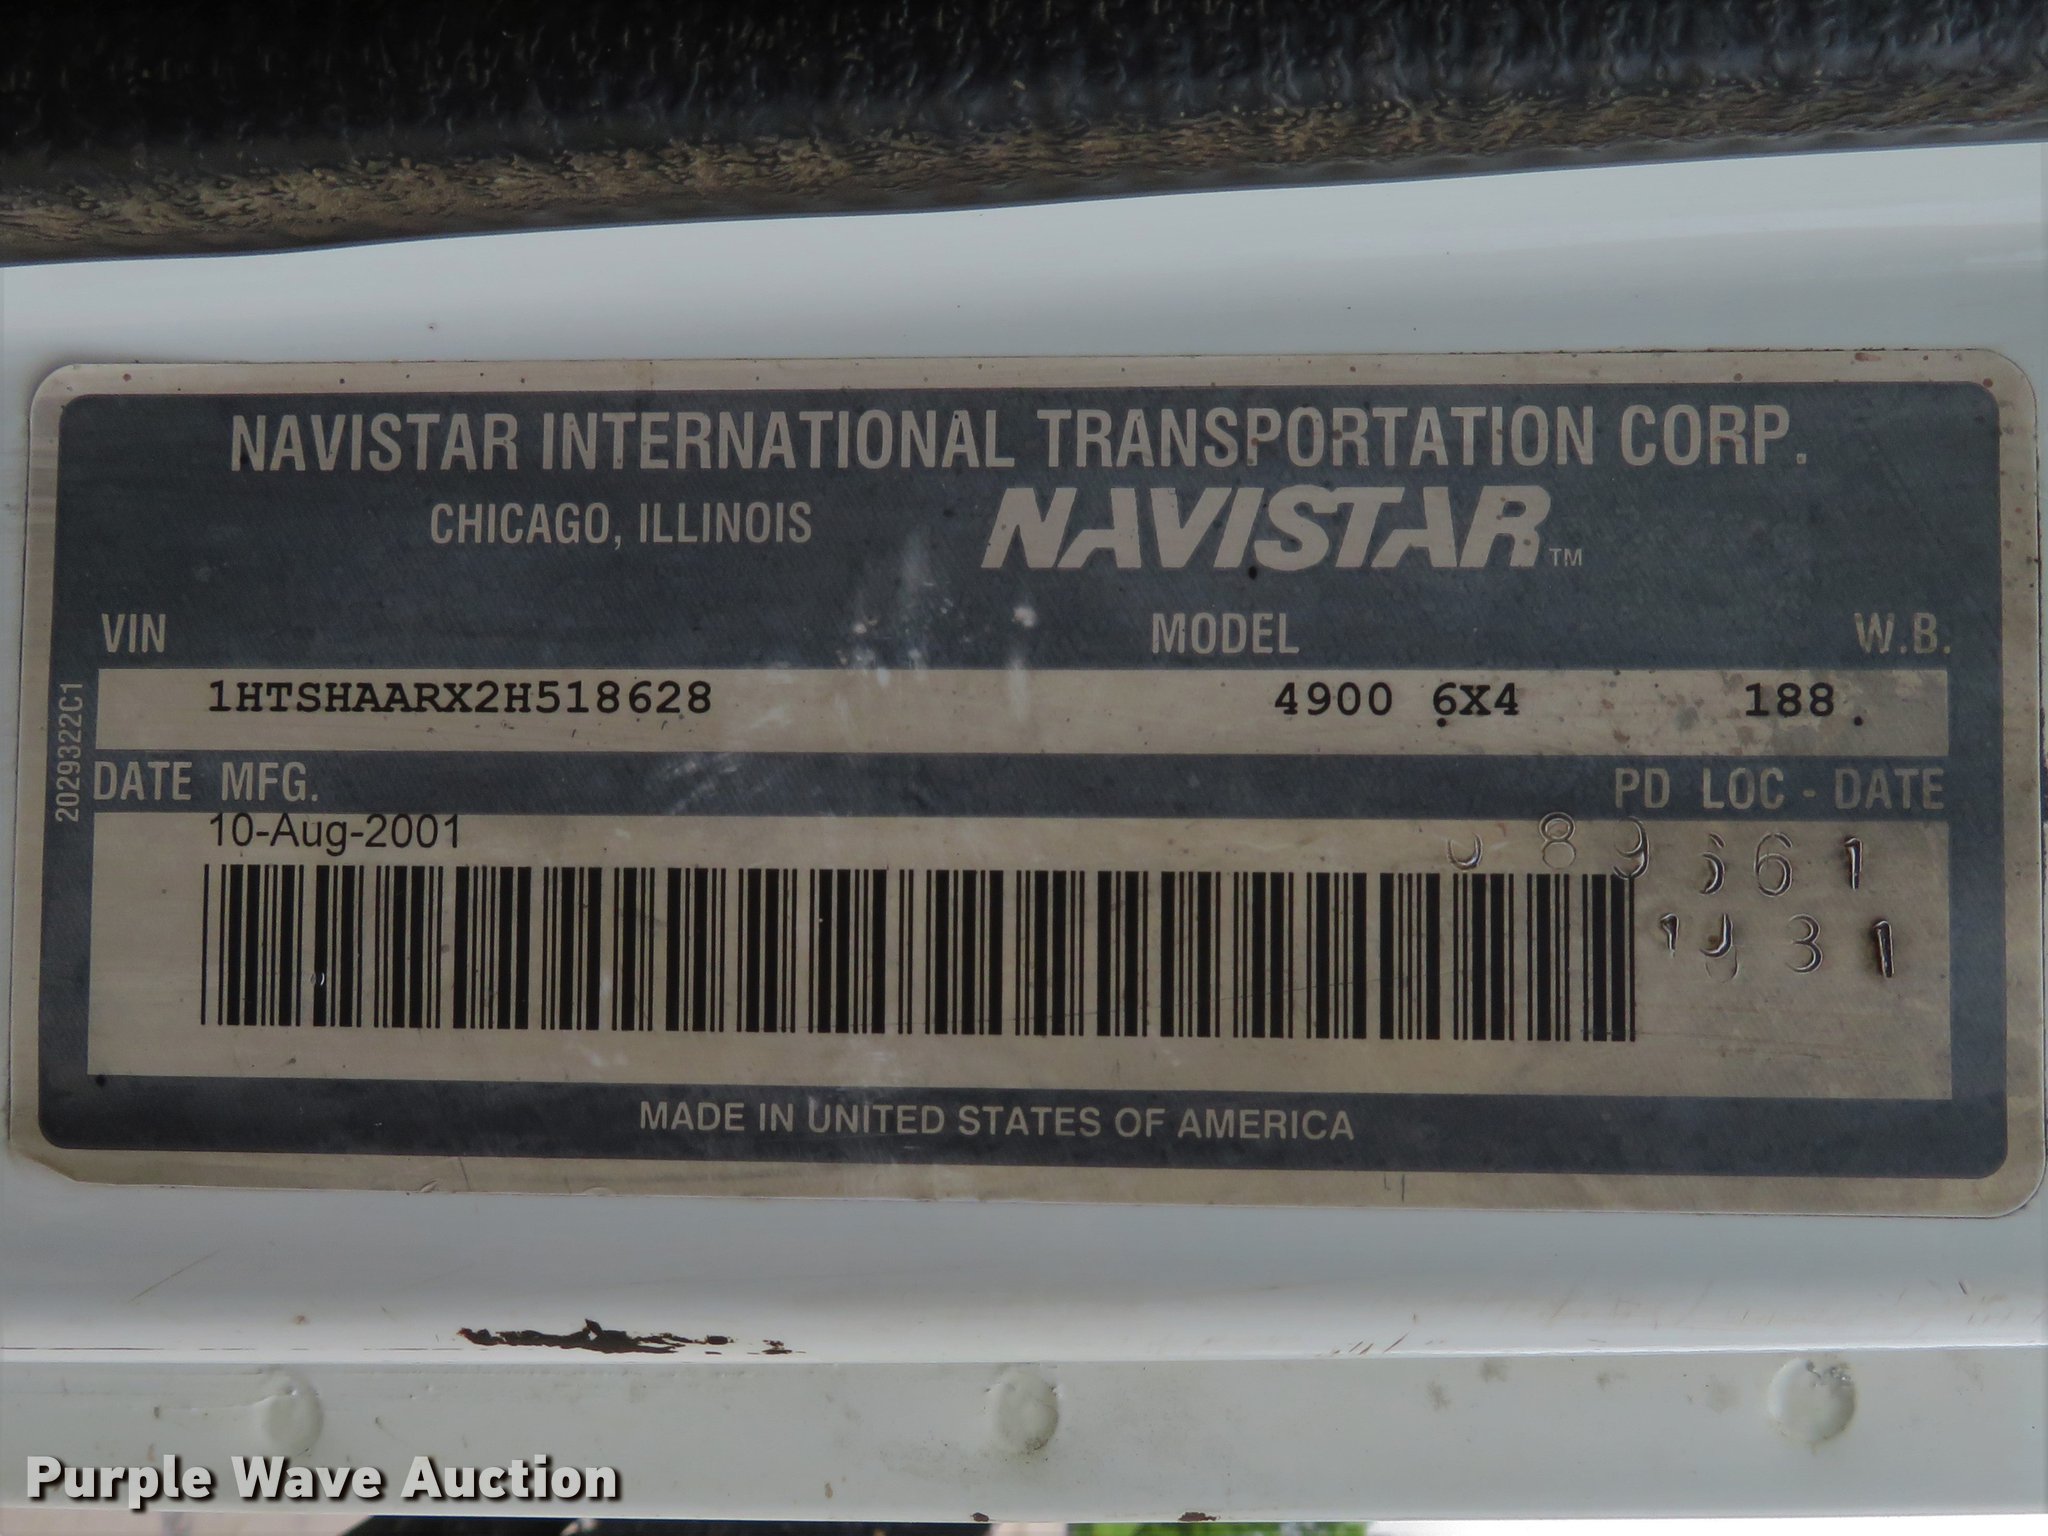 NAVISTAR INTERNATIONAL TRANSPORTATION CORP.
CHICAGO, ILLINOIS NAVISTAR™
VIN MODEL W.B.
1HTSHAARX2H518628 4900 6X4 188.
2029322C1
DATE MFG. PD LOC - DATE
10-Aug-2001
MADE IN UNITED STATES OF AMERICA
Purple Wave Auction